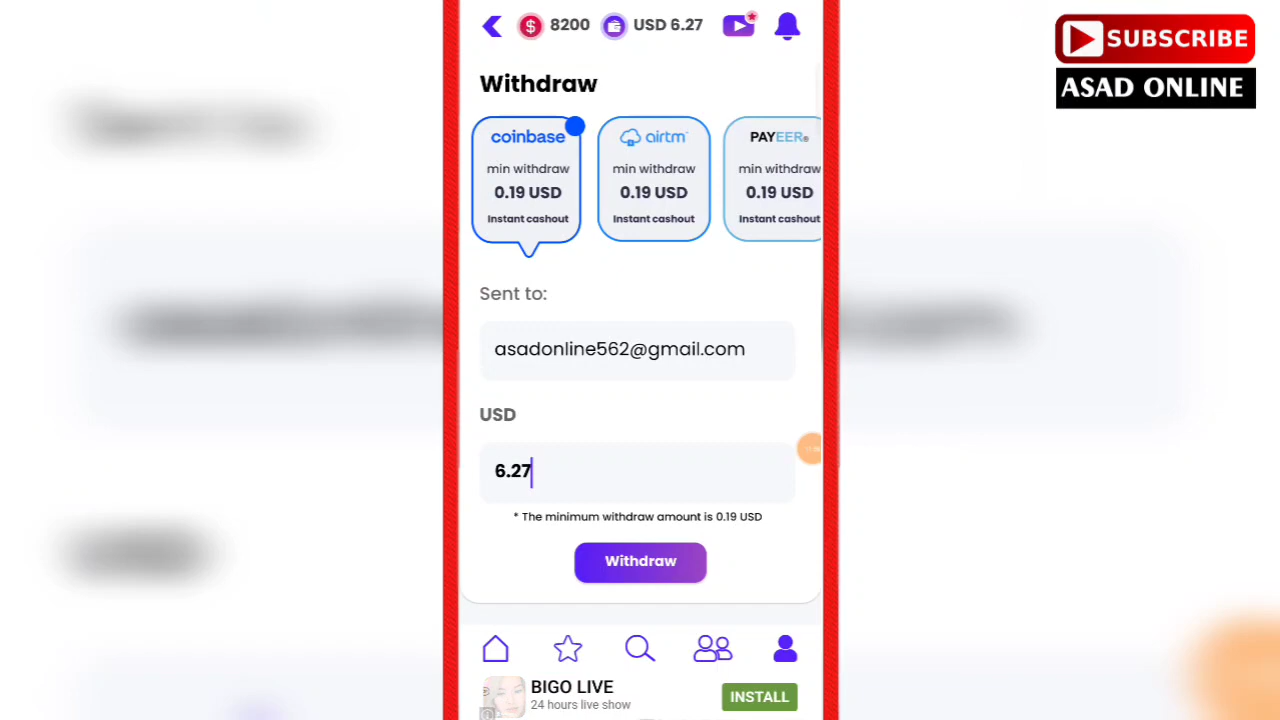 8200 USD 6.27
SUBSCRIBE
ASAD ONLINE
Withdraw
coinbase airtm PAYEER
min withdraw min withdraw min withdraw
0.19 USD 0.19 USD 0.19 USD
Instant cashout Instant cashout Instant cashout
Sent to:
asadonline562@gmail.com
USD
6.27
* The minimum withdraw amount is 0.19 USD
Withdraw
BIGO LIVE
24 hours live show
INSTALL